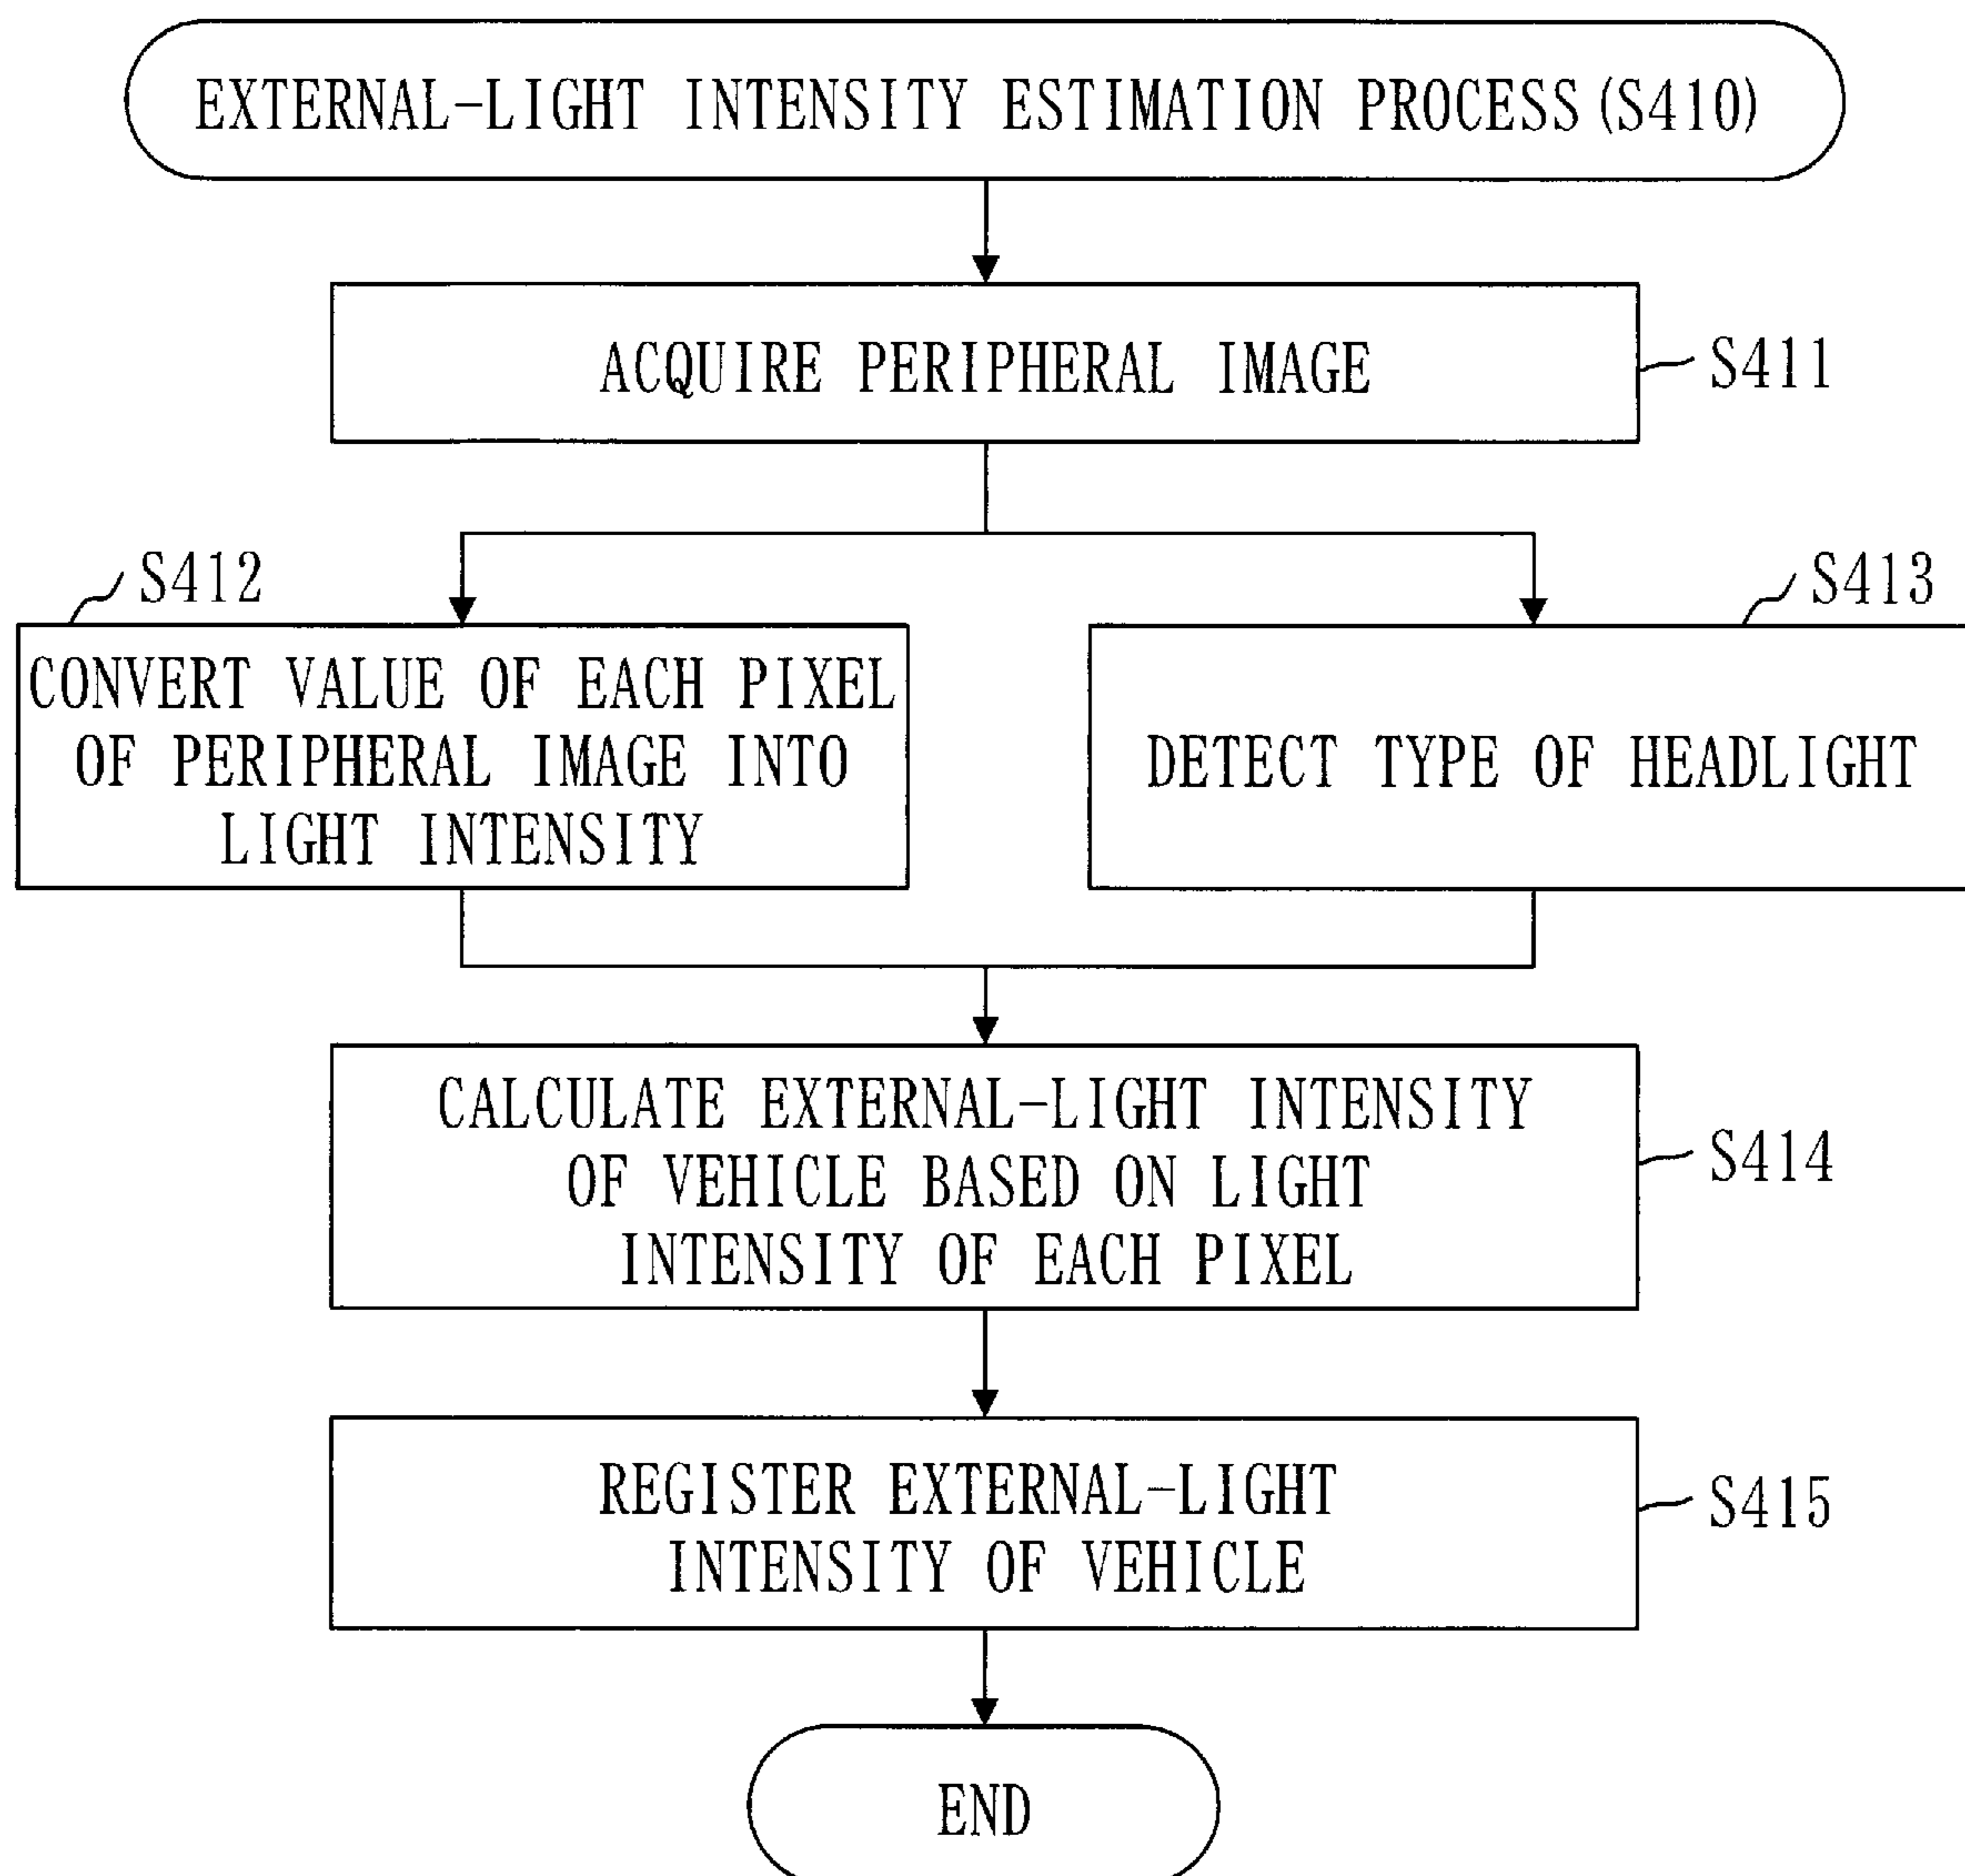 EXTERNAL-LIGHT INTENSITY ESTIMATION PROCESS(S410)
ACQUIRE PERIPHERAL IMAGE
S411
S412
CONVERT VALUE OF EACH PIXEL
OF PERIPHERAL IMAGE INTO
LIGHT INTENSITY
S413
DETECT TYPE OF HEADLIGHT
CALCULATE EXTERNAL-LIGHT INTENSITY
OF VEHICLE BASED ON LIGHT
INTENSITY OF EACH PIXEL
S414
REGISTER EXTERNAL-LIGHT
INTENSITY OF VEHICLE
S415
END